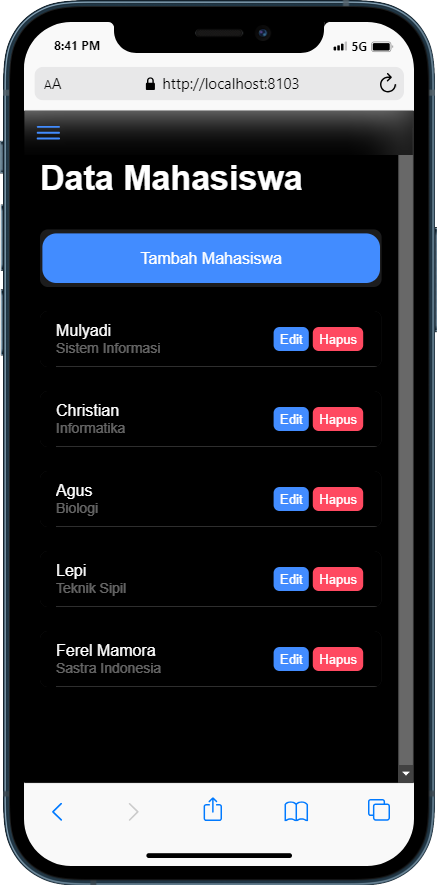 8:41 PM
5G
AA
http://localhost:8103
Data Mahasiswa
Tambah Mahasiswa
Mulyadi
Sistem Informasi
Edit
Hapus
Christian
Informatika
Edit
Hapus
Agus
Biologi
Edit
Hapus
Lepi
Teknik Sipil
Edit
Hapus
Ferel Mamora
Sastra Indonesia
Edit
Hapus